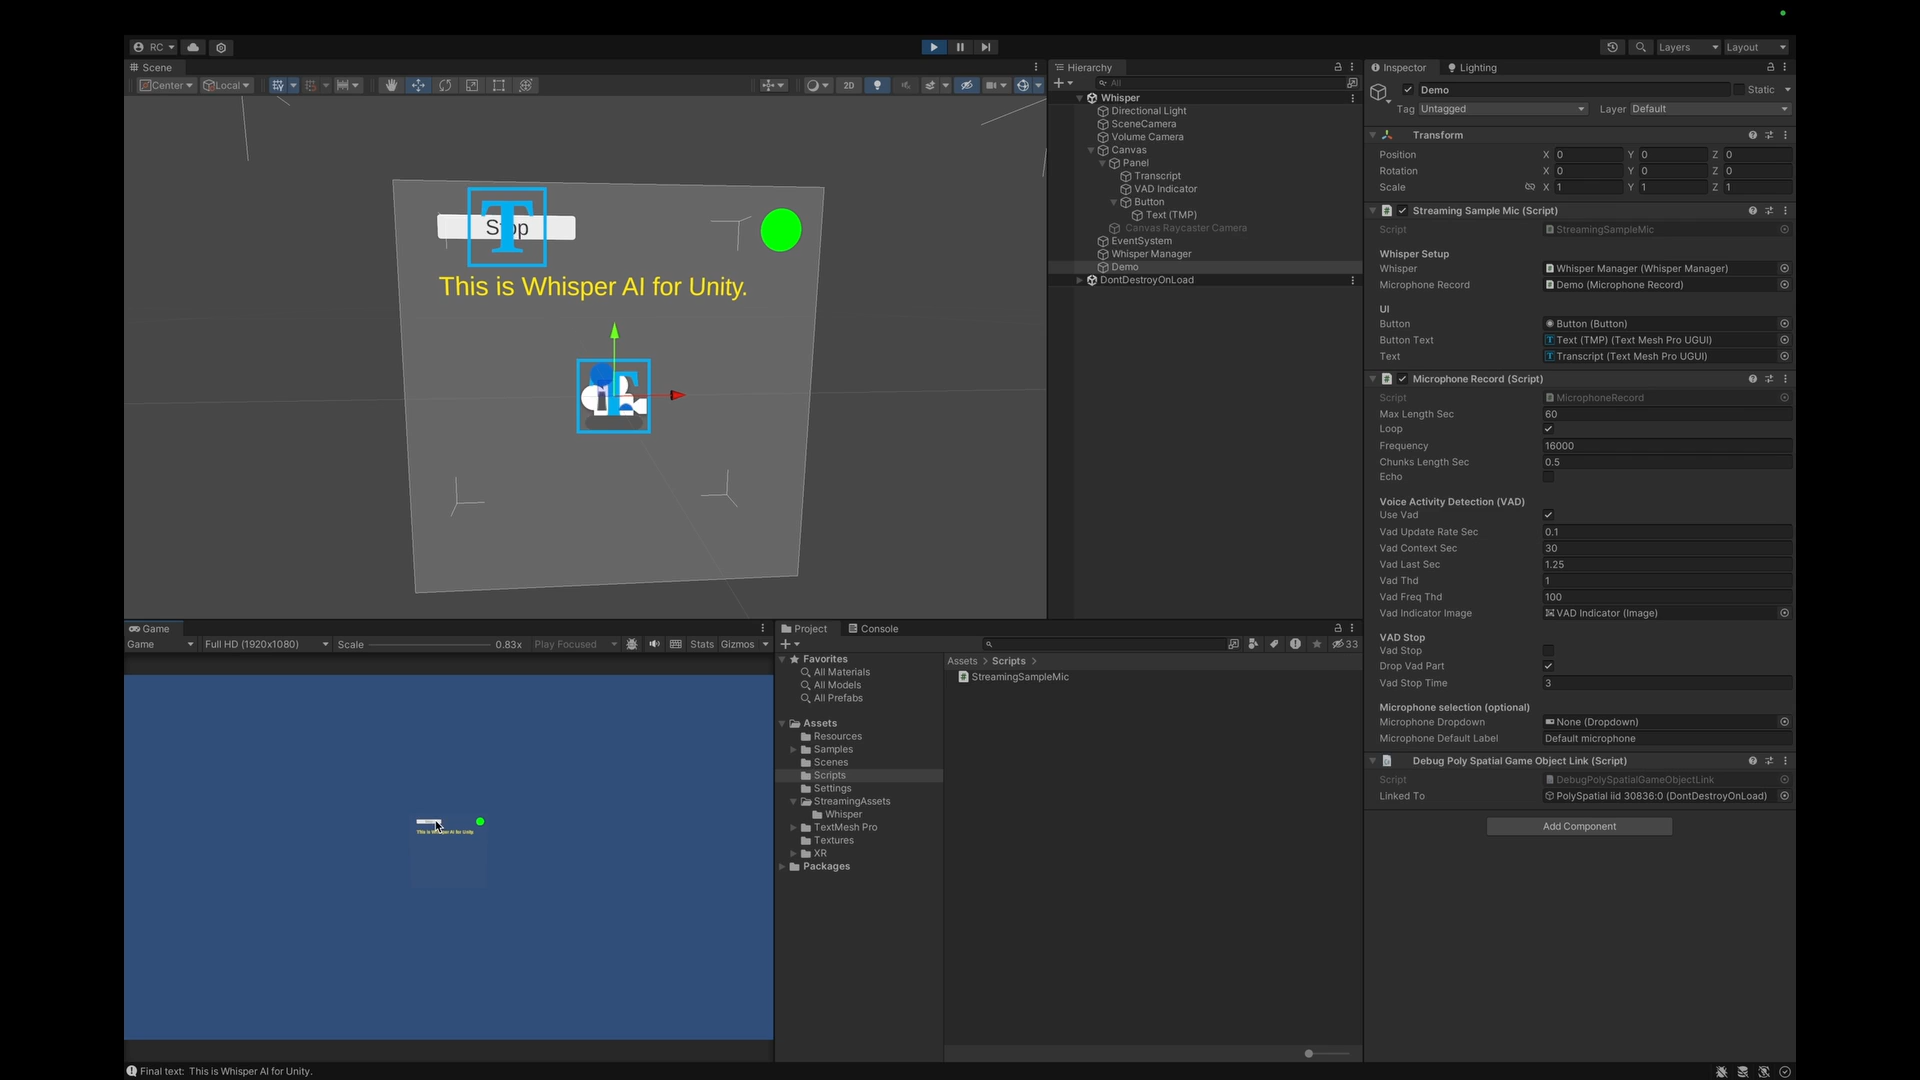 RC
Layers
Layout
Scene
Center
Local
2D
Stop
This is Whisper AI for Unity.
Hierarchy
All
Whisper
Directional Light
SceneCamera
Volume Camera
Canvas
Panel
Transcript
VAD Indicator
Button
Text (TMP)
Canvas Raycaster Camera
EventSystem
Whisper Manager
Demo
DontDestroyOnLoad
Inspector
Lighting
Demo
Static
Tag Untagged
Layer Default
Transform
Position X 0 Y 0 Z 0
Rotation X 0 Y 0 Z 0
Scale X 1 Y 1 Z 1
Streaming Sample Mic (Script)
Script StreamingSampleMic
Whisper Setup
Whisper Whisper Manager (Whisper Manager)
Microphone Record Demo (Microphone Record)
UI
Button Button (Button)
Button Text Text (TMP) (Text Mesh Pro UGUI)
Text Transcript (Text Mesh Pro UGUI)
Microphone Record (Script)
Script MicrophoneRecord
Max Length Sec 60
Loop
Frequency 16000
Chunks Length Sec 0.5
Echo
Voice Activity Detection (VAD)
Use Vad
Vad Update Rate Sec 0.1
Vad Context Sec 30
Vad Last Sec 1.25
Vad Thd 1
Vad Freq Thd 100
Vad Indicator Image VAD Indicator (Image)
VAD Stop
Vad Stop
Drop Vad Part
Vad Stop Time 3
Microphone selection (optional)
Microphone Dropdown None (Dropdown)
Microphone Default Label Default microphone
Debug Poly Spatial Game Object Link (Script)
Script DebugPolySpatialGameObjectLink
Linked To PolySpatial iid 30836:0 (DontDestroyOnLoad)
Add Component
Game
Game Full HD (1920x1080) Scale 0.83x Play Focused Stats Gizmos
This is Whisper AI for Unity.
Project
Console
33
Favorites
All Materials
All Models
All Prefabs
Assets
Resources
Samples
Scenes
Scripts
Settings
StreamingAssets
Whisper
TextMesh Pro
Textures
XR
Packages
Assets > Scripts >
StreamingSampleMic
Final text: This is Whisper AI for Unity.